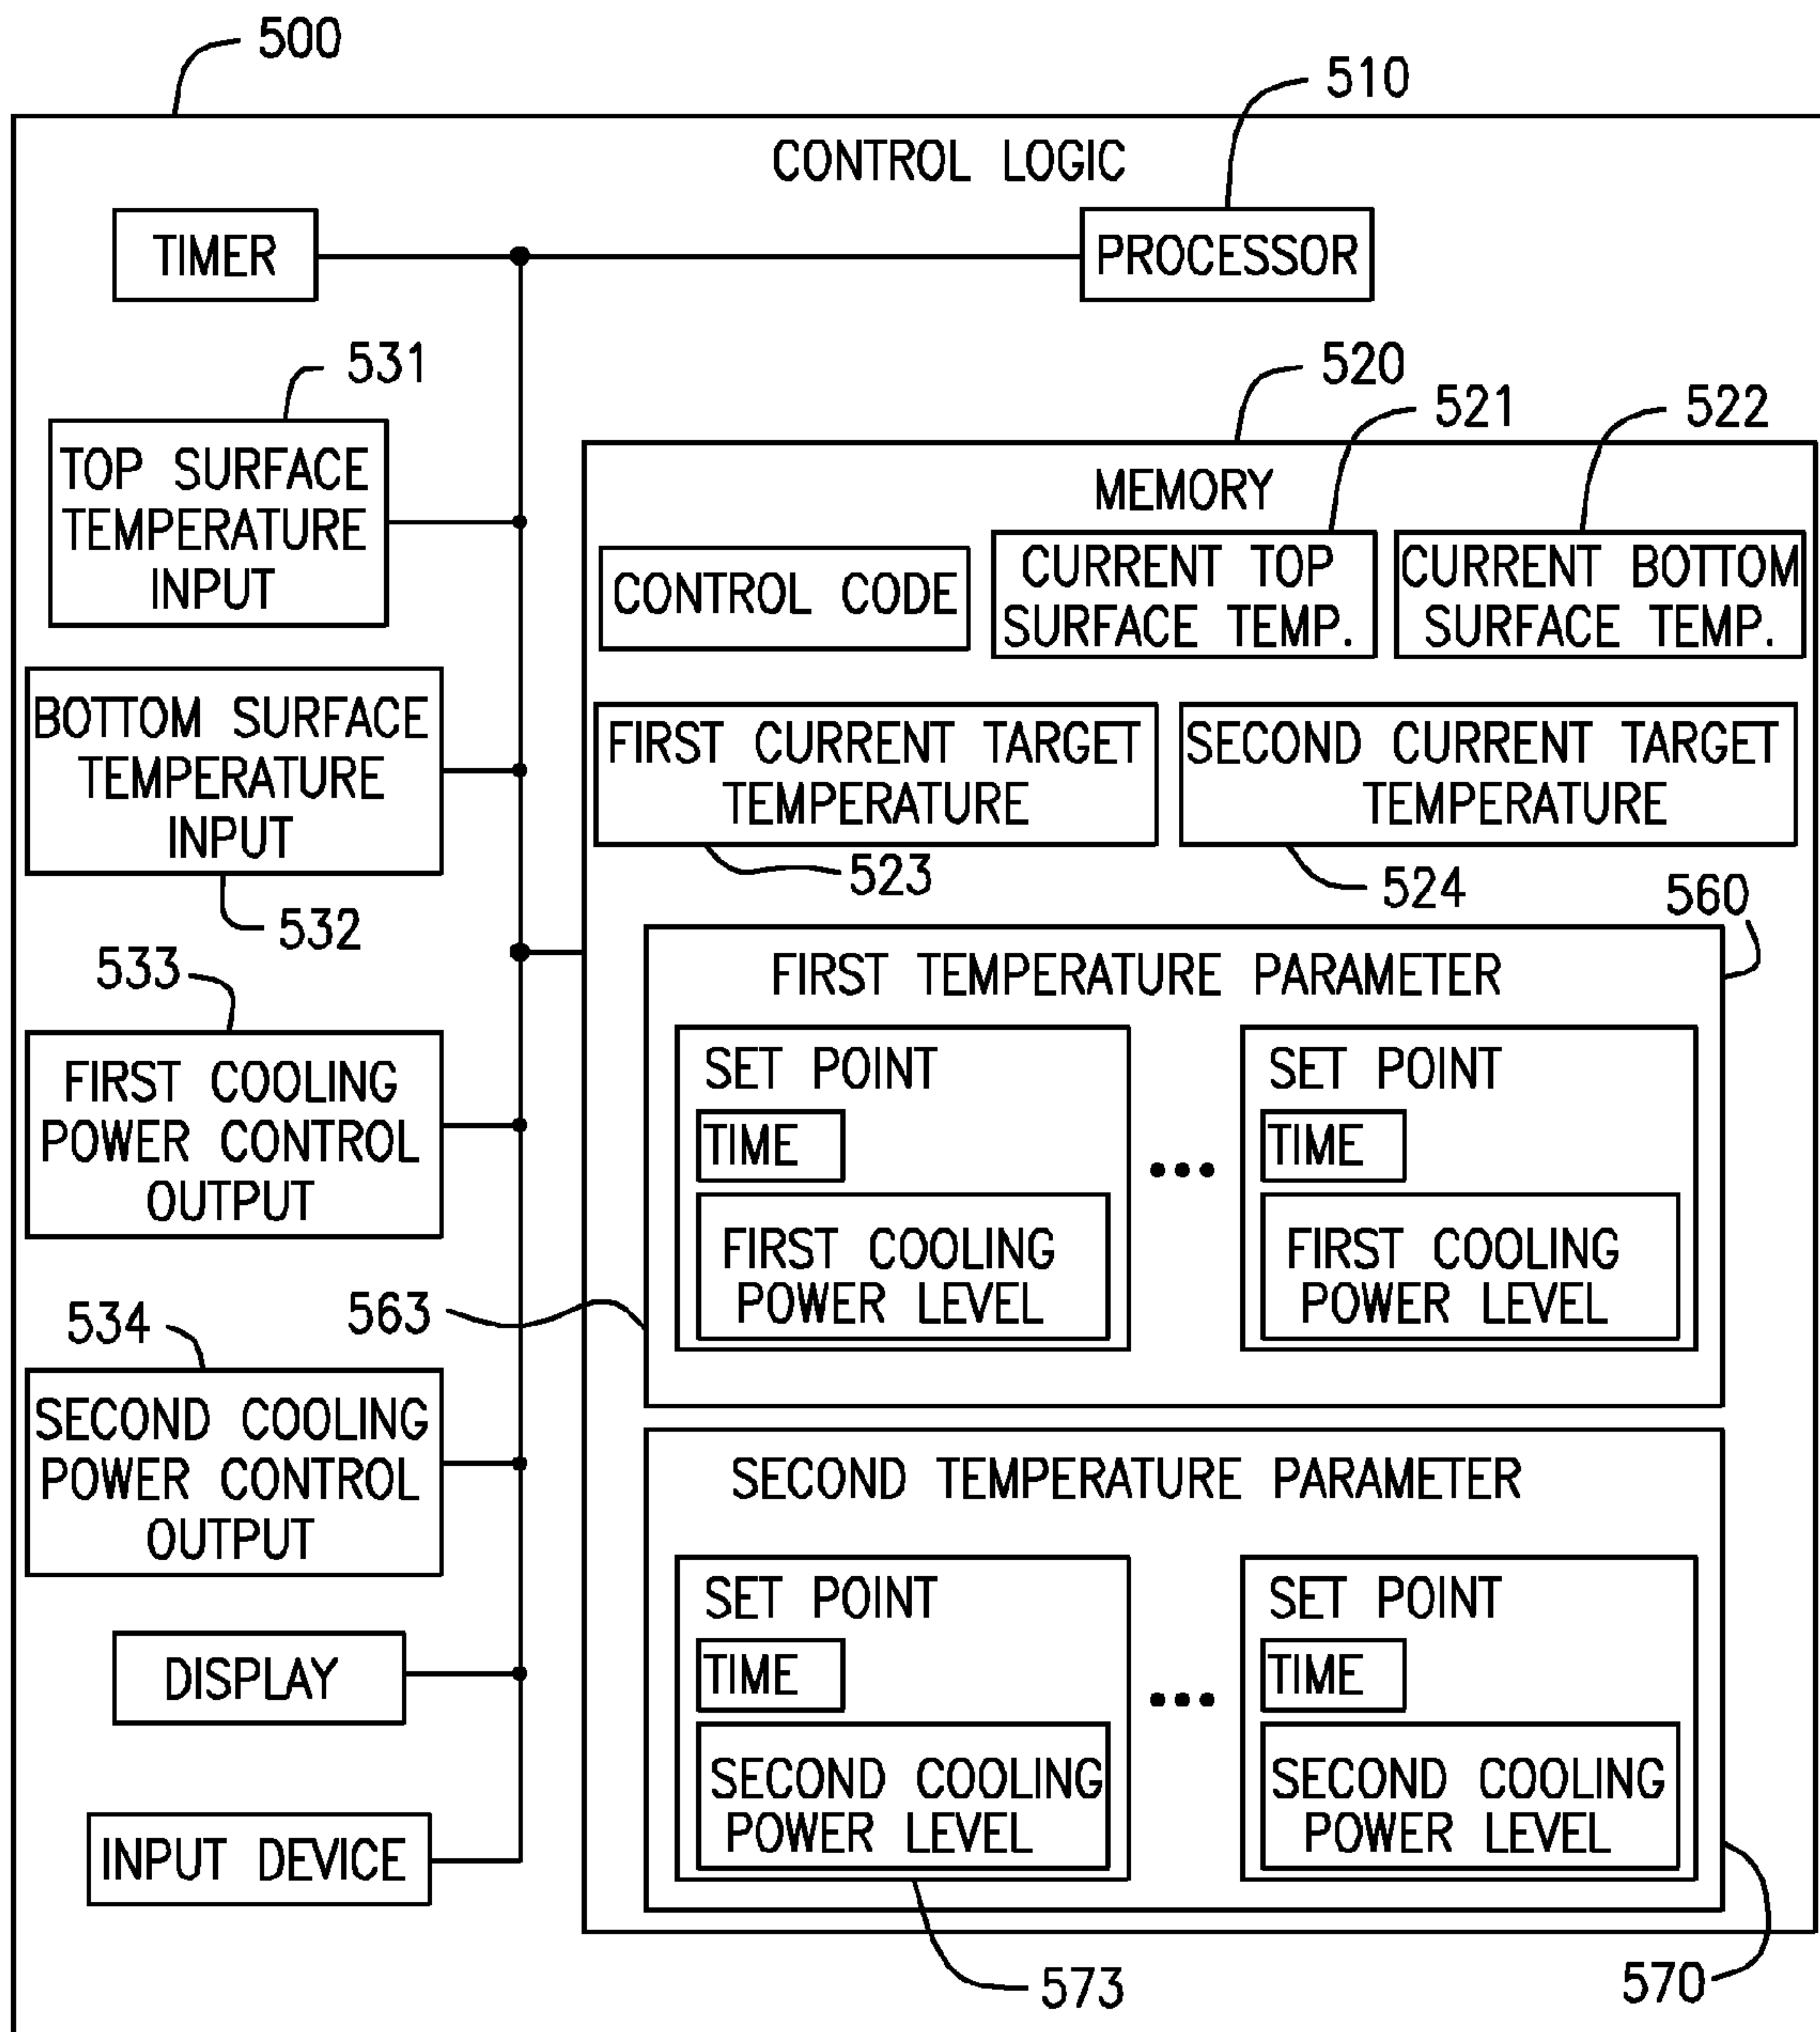 500
510
CONTROL LOGIC
TIMER
PROCESSOR
531
TOP SURFACE
TEMPERATURE
INPUT
BOTTOM SURFACE
TEMPERATURE
INPUT
532
533
FIRST COOLING
POWER CONTROL
OUTPUT
534
SECOND COOLING
POWER CONTROL
OUTPUT
DISPLAY
INPUT DEVICE
520
521
522
MEMORY
CONTROL CODE
CURRENT TOP
SURFACE TEMP.
CURRENT BOTTOM
SURFACE TEMP.
FIRST CURRENT TARGET
TEMPERATURE
523
SECOND CURRENT TARGET
TEMPERATURE
524
560
FIRST TEMPERATURE PARAMETER
SET POINT
TIME
FIRST COOLING
POWER LEVEL
•••
SET POINT
TIME
FIRST COOLING
POWER LEVEL
563
SECOND TEMPERATURE PARAMETER
SET POINT
TIME
SECOND COOLING
POWER LEVEL
•••
SET POINT
TIME
SECOND COOLING
POWER LEVEL
573
570